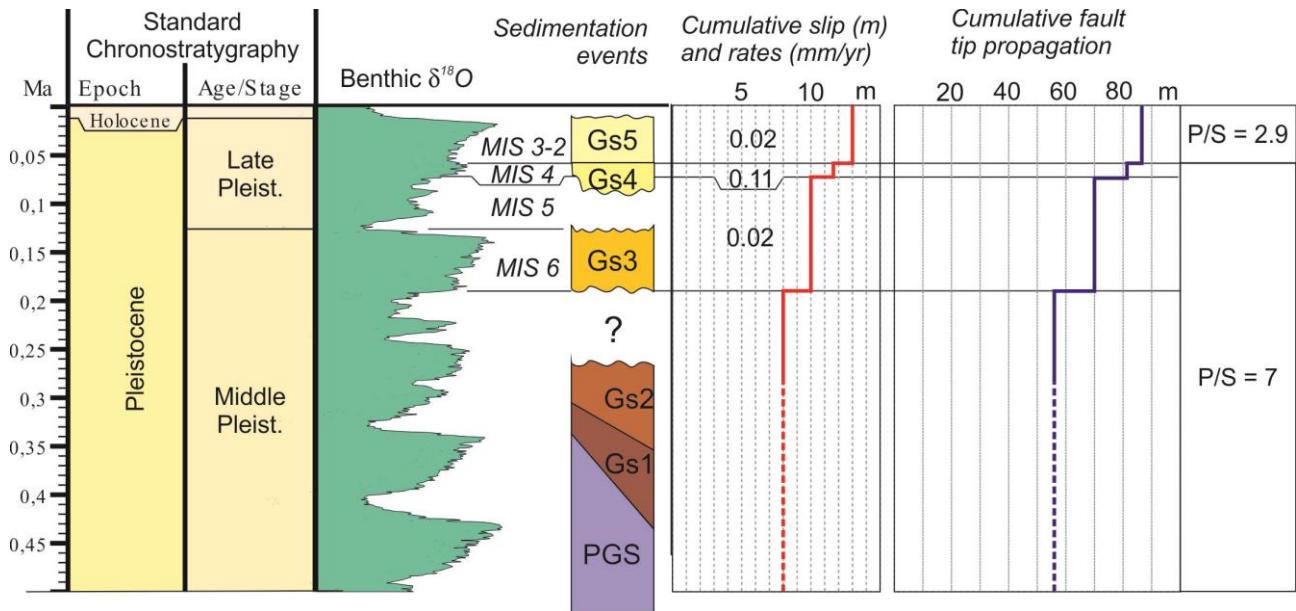 Standard
Chronostratygraphy
Sedimentation
events
Cumulative slip (m)
and rates (mm/yr)
Cumulative fault
tip propagation
Ma
Epoch
Age/Stage
Benthic δ18O
5 10 m
20 40 60 80 m
Holocene
0,05
0,1
0,15
0,2
0,25
0,3
0,35
0,4
0,45
Pleistocene
Late
Pleist.
Middle
Pleist.
MIS 3-2
MIS 4
MIS 5
MIS 6
Gs5
Gs4
Gs3
?
Gs2
Gs1
PGS
0.02
0.11
0.02
P/S = 2.9
P/S = 7